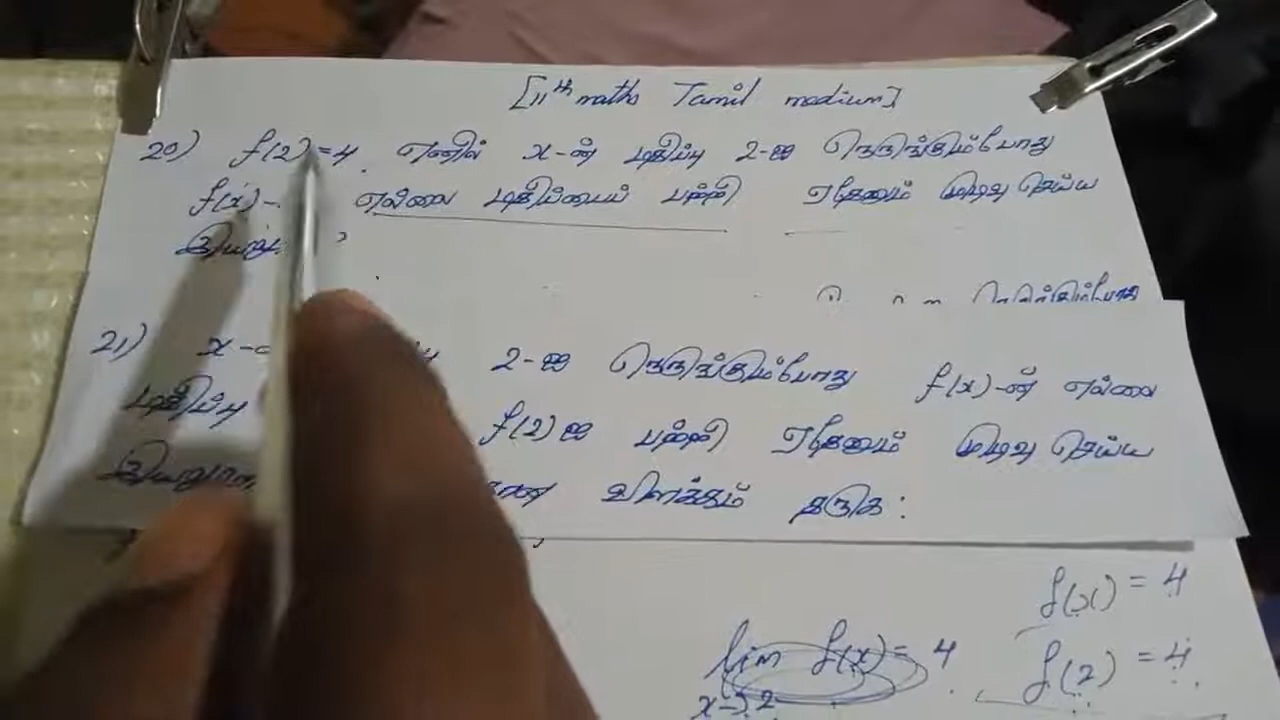 [11th maths Tamil medium]
20) f(2)=4 எனில் x-ன் மதிப்பு 2-ஐ நெருங்கும்போது
f(x)- எல்லை மதிப்பைப் பற்றி ஏதேனும் முடிவு செய்ய
21) 2-ஐ நெருங்கும்போது f(x)-ன் எல்லை
மதிப்பு f(2)ஐ பற்றி ஏதேனும் முடிவு செய்ய
விளக்கம் தருக:
f(x) = 4
lim f(x) = 4 f(2) = 4
x→2